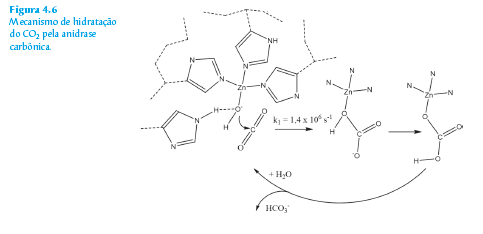 Figura 4.6
Mecanismo de hidratação
do CO₂ pela anidrase
carbônica.
NH
N
N
N
N
Zn
N
N
H
O
H
N
N
O
C
O
k₁ = 1,4 x 10⁶ s⁻¹
N
Zn
N
N
O
H
C
O
⁻O
N
N
Zn
N
O
C
O
H
O
+ H₂O
HCO₃⁻